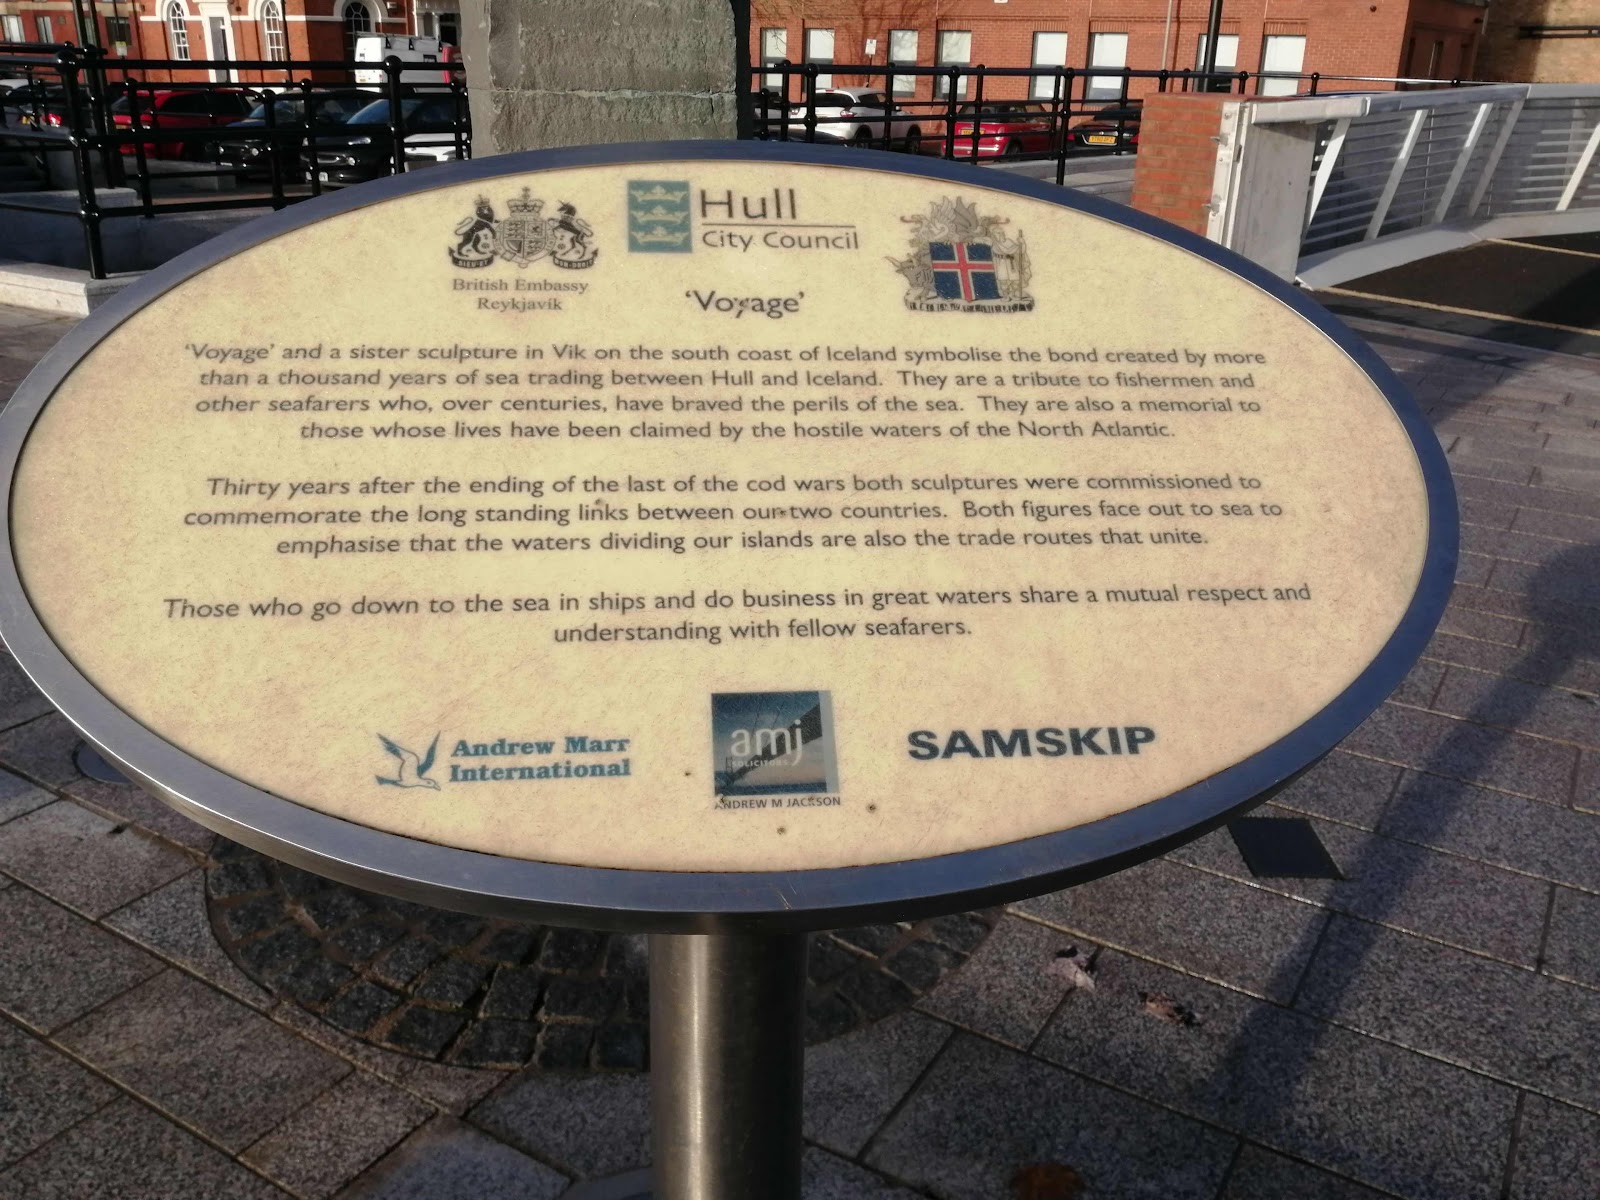 Hull
City Council
British Embassy
Reykjavík
'Voyage'
'Voyage' and a sister sculpture in Vik on the south coast of Iceland symbolise the bond created by more
than a thousand years of sea trading between Hull and Iceland. They are a tribute to fishermen and
other seafarers who, over centuries, have braved the perils of the sea. They are also a memorial to
those whose lives have been claimed by the hostile waters of the North Atlantic.
Thirty years after the ending of the last of the cod wars both sculptures were commissioned to
commemorate the long standing links between our two countries. Both figures face out to sea to
emphasise that the waters dividing our islands are also the trade routes that unite.
Those who go down to the sea in ships and do business in great waters share a mutual respect and
understanding with fellow seafarers.
Andrew Marr
International
amj
SOLICITORS
ANDREW M JACKSON
SAMSKIP